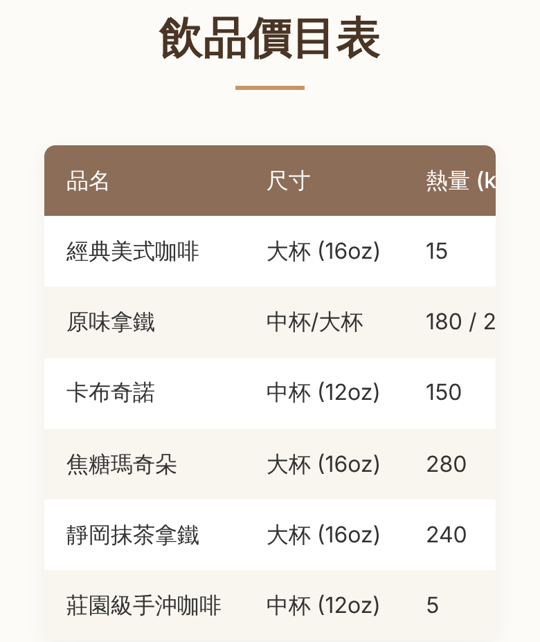 飲品價目表
品名 尺寸 熱量 (k
經典美式咖啡 大杯 (16oz) 15
原味拿鐵 中杯/大杯 180 / 2
卡布奇諾 中杯 (12oz) 150
焦糖瑪奇朵 大杯 (16oz) 280
靜岡抹茶拿鐵 大杯 (16oz) 240
莊園級手沖咖啡 中杯 (12oz) 5